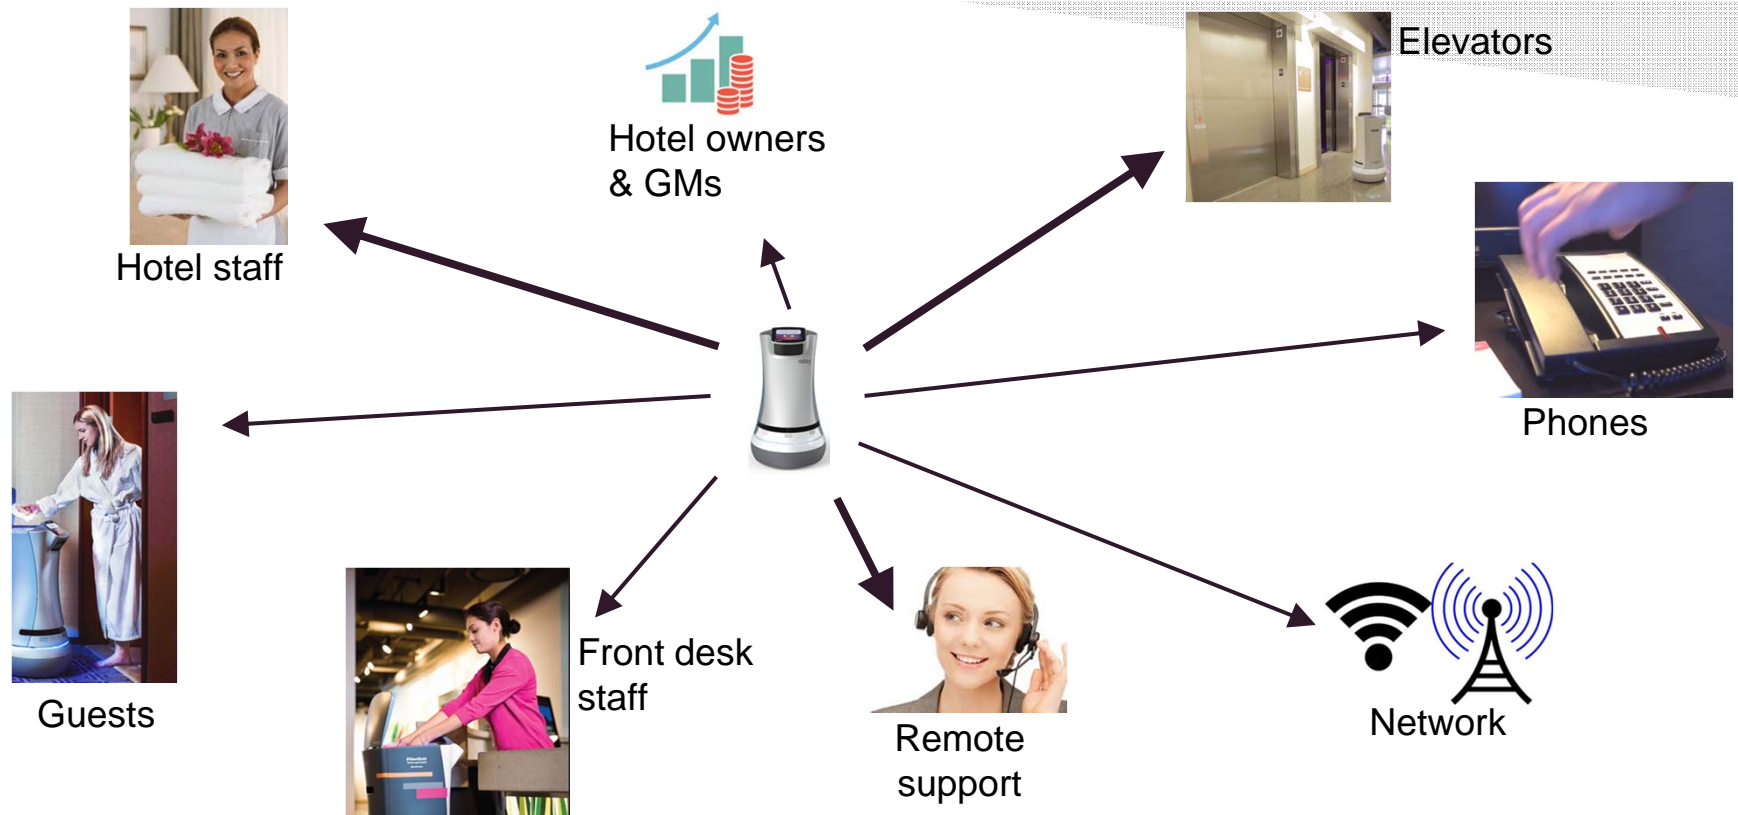 Elevators
Hotel owners
& GMs
Hotel staff
Phones
Front desk
staff
Guests
Network
Remote
support